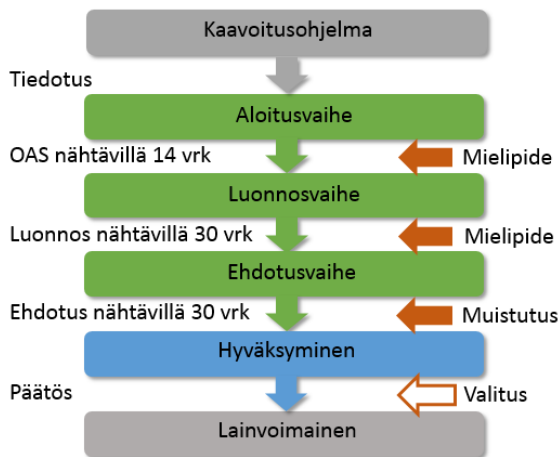 Kaavoitusohjelma
Tiedotus
Aloitusvaihe
OAS nähtävillä 14 vrk
Mielipide
Luonnosvaihe
Luonnos nähtävillä 30 vrk
Mielipide
Ehdotusvaihe
Ehdotus nähtävillä 30 vrk
Muistutus
Hyväksyminen
Päätös
Valitus
Lainvoimainen